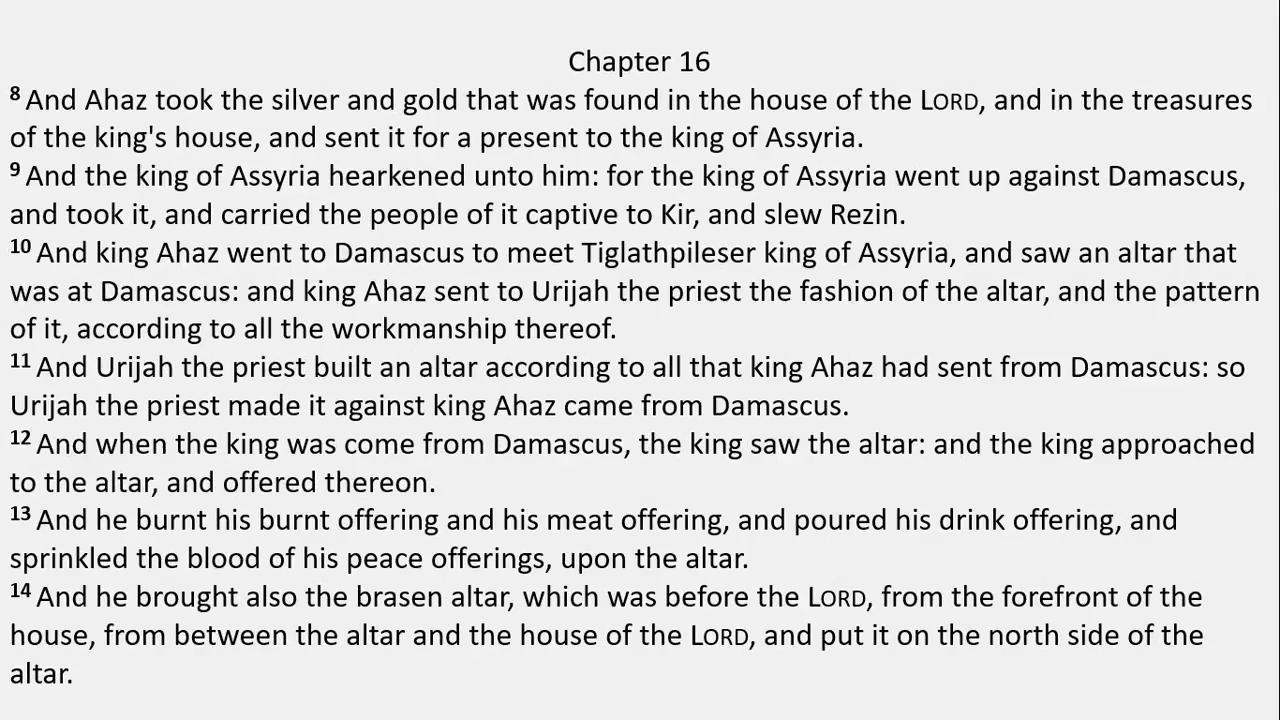 Chapter 16
8 And Ahaz took the silver and gold that was found in the house of the LORD, and in the treasures
of the king's house, and sent it for a present to the king of Assyria.
9 And the king of Assyria hearkened unto him: for the king of Assyria went up against Damascus,
and took it, and carried the people of it captive to Kir, and slew Rezin.
10 And king Ahaz went to Damascus to meet Tiglathpileser king of Assyria, and saw an altar that
was at Damascus: and king Ahaz sent to Urijah the priest the fashion of the altar, and the pattern
of it, according to all the workmanship thereof.
11 And Urijah the priest built an altar according to all that king Ahaz had sent from Damascus: so
Urijah the priest made it against king Ahaz came from Damascus.
12 And when the king was come from Damascus, the king saw the altar: and the king approached
to the altar, and offered thereon.
13 And he burnt his burnt offering and his meat offering, and poured his drink offering, and
sprinkled the blood of his peace offerings, upon the altar.
14 And he brought also the brasen altar, which was before the LORD, from the forefront of the
house, from between the altar and the house of the LORD, and put it on the north side of the
altar.